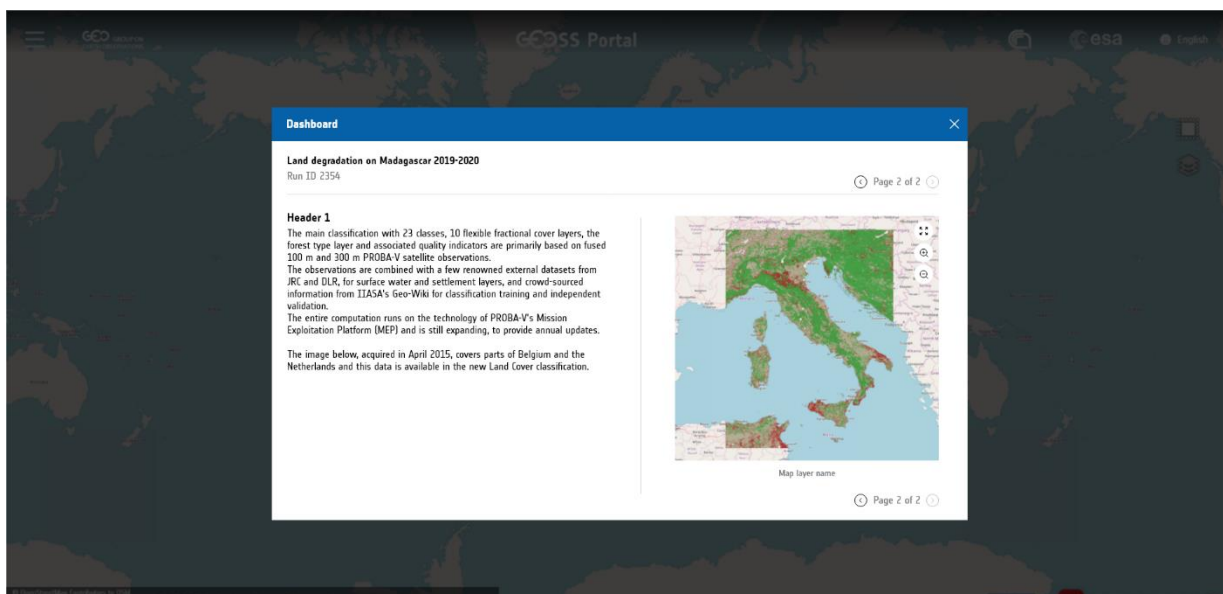 GEO
GEOSS Portal
esa
English
Dashboard
Land degradation on Madagascar 2019-2020
Run ID 2354
Page 2 of 2
Header 1
The main classification with 23 classes, 10 flexible fractional cover layers, the
forest type layer and associated quality indicators are primarily based on fused
100 m and 300 m PROBA-V satellite observations.
The observations are combined with a few renowned external datasets from
JRC and DLR, for surface water and settlement layers, and crowd-sourced
information from IIASA's Geo-Wiki for classification training and independent
validation.
The entire computation runs on the technology of PROBA-V's Mission
Exploitation Platform (MEP) and is still expanding, to provide annual updates.
The image below, acquired in April 2015, covers parts of Belgium and the
Netherlands and this data is available in the new Land Cover classification.
Map layer name
Page 2 of 2